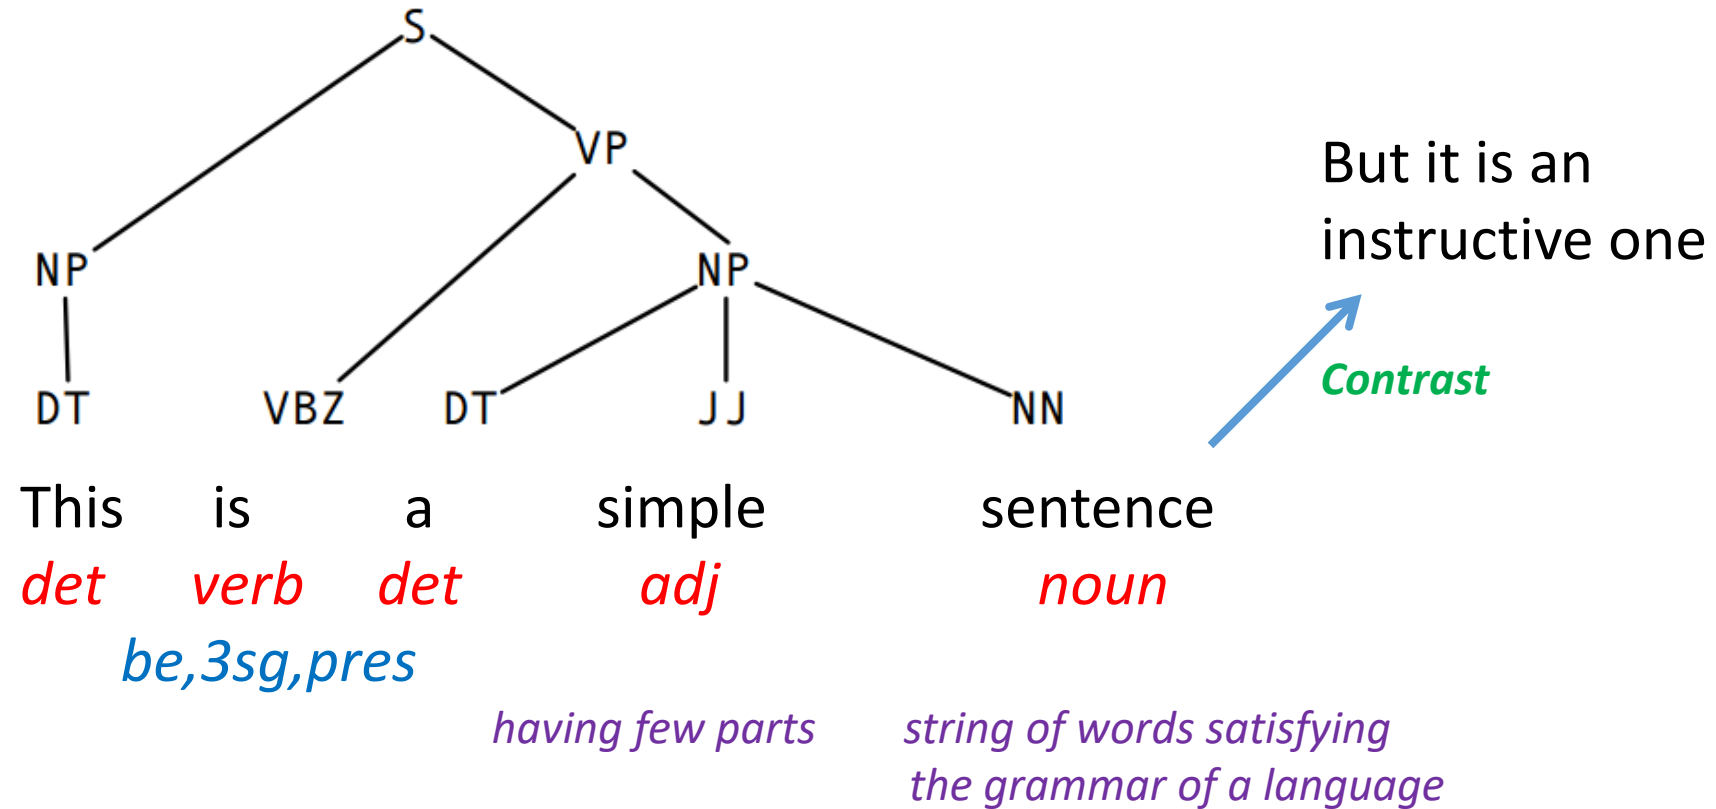 S
VP
NP NP
DT VBZ DT JJ NN
This is a simple sentence
det verb det adj noun
be,3sg,pres
having few parts
string of words satisfying
the grammar of a language
But it is an
instructive one
Contrast